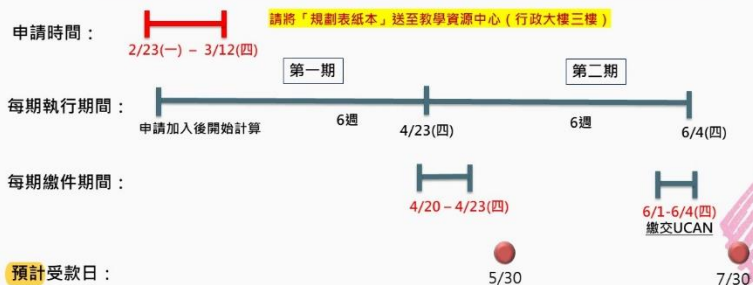 請將「規劃表紙本」送至教學資源中心（行政大樓三樓）
申請時間：
2/23(一) – 3/12(四)
第一期
第二期
每期執行期間：
申請加入後開始計算
6週
4/23(四)
6週
6/4(四)
每期繳件期間：
4/20 – 4/23(四)
6/1-6/4(四)
繳交UCAN
預計受款日：
5/30
7/30